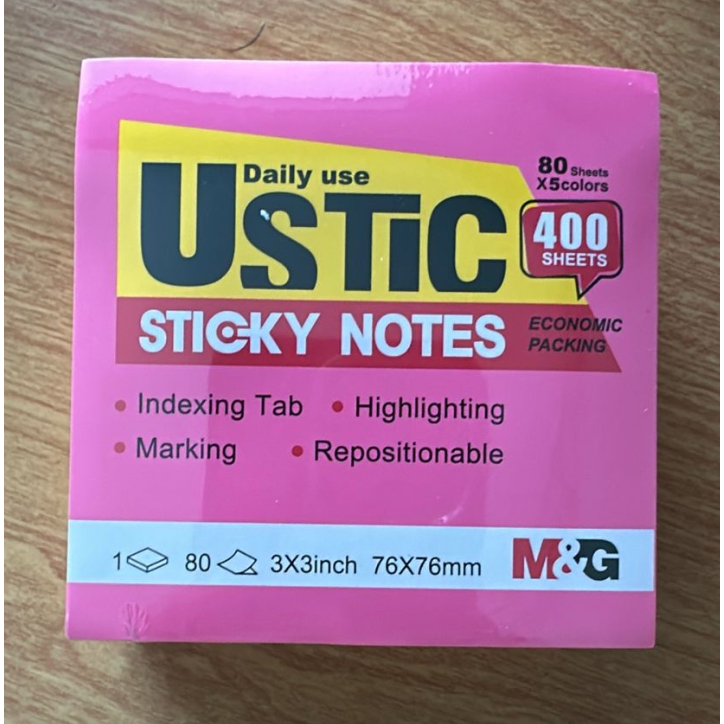 Daily use
USTIC
80 Sheets
X5colors
400
SHEETS
STICKY NOTES
ECONOMIC
PACKING
• Indexing Tab • Highlighting
• Marking • Repositionable
1 80 3X3inch 76X76mm M&G